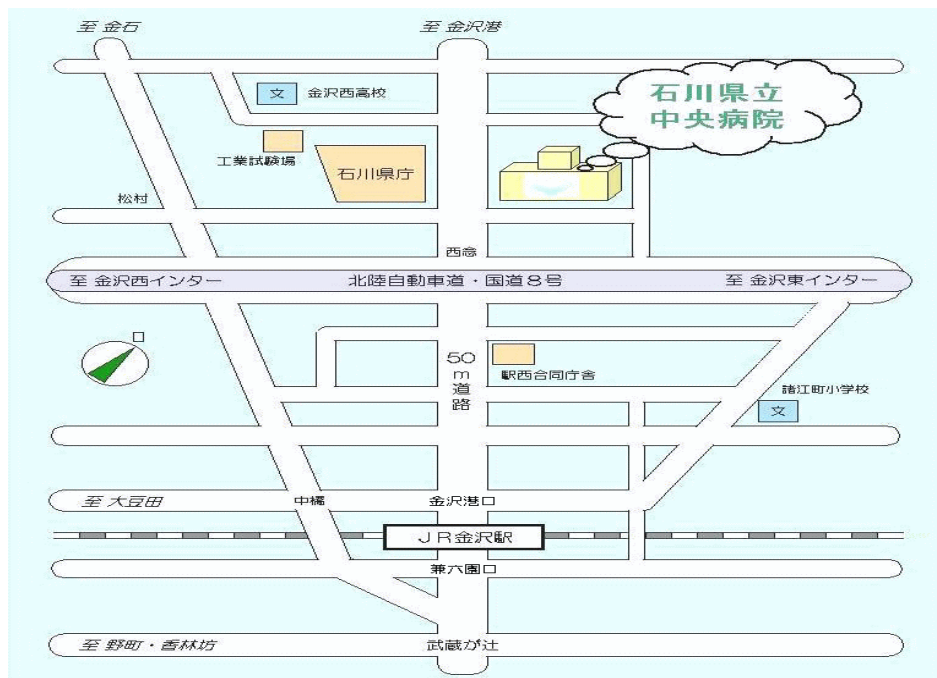 至 金石
至 金沢港
文
金沢西高校
石川県立
中央病院
工業試験場
石川県庁
松村
西念
至 金沢西インター
北陸自動車道・国道8号
至 金沢東インター
50m道路
駅西合同庁舎
諸江町小学校
文
至 大豆田
中橋
金沢港口
JR金沢駅
兼六園口
至 野町・香林坊
武蔵が辻